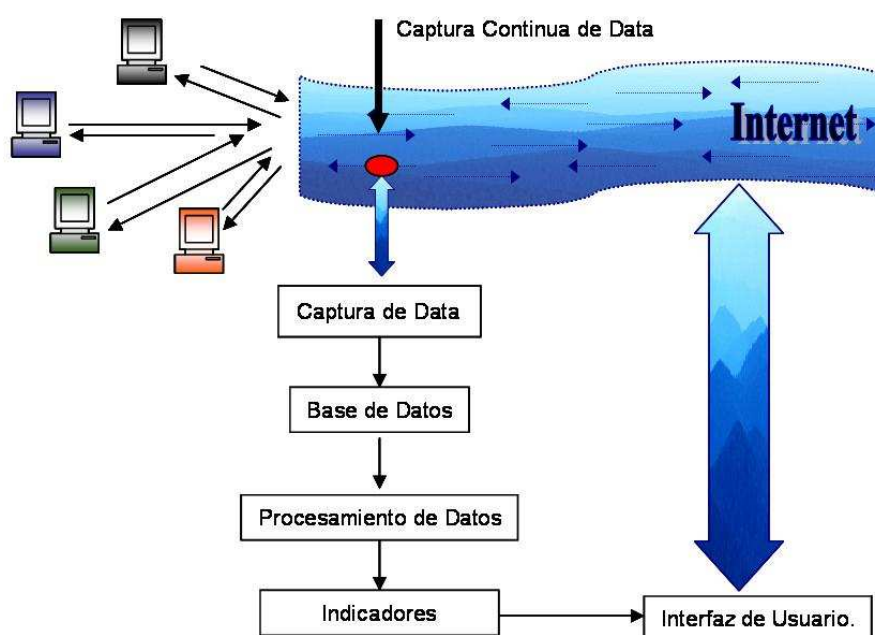 Captura Continua de Data
Internet
Captura de Data
Base de Datos
Procesamiento de Datos
Indicadores
Interfaz de Usuario.